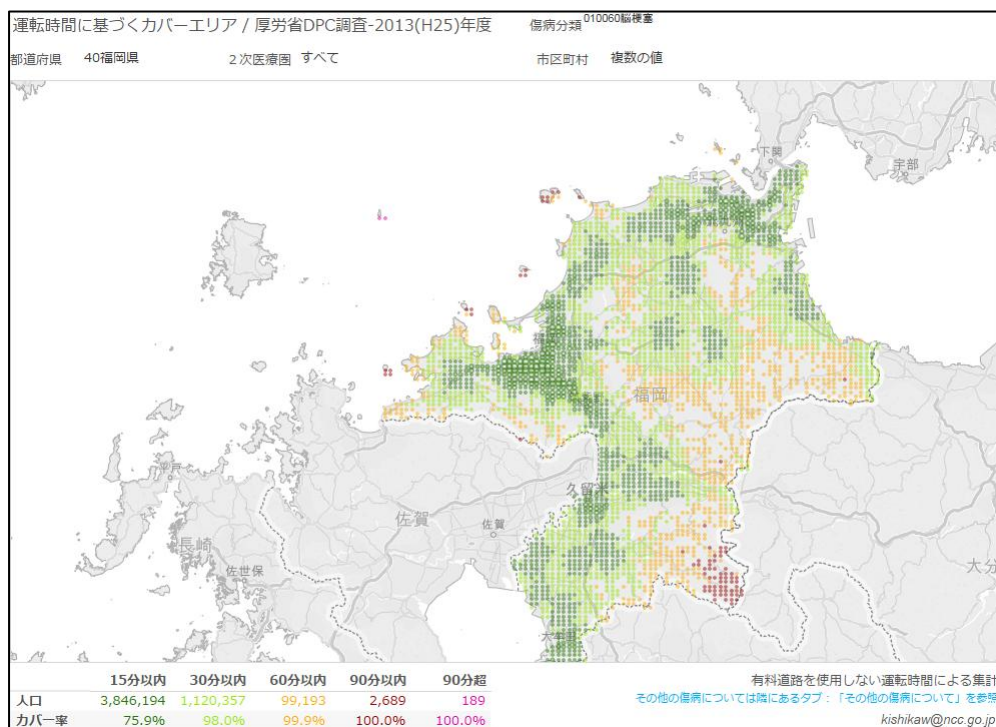 運転時間に基づくカバーエリア / 厚労省DPC調査-2013(H25)年度 傷病分類 010060脳梗塞
都道府県 40福岡県 2次医療圏 すべて 市区町村 複数の値
下関
宇部
福岡
久留米
佐賀
佐賀
平戸
長崎
佐世保
大分
大牟田
15分以内 30分以内 60分以内 90分以内 90分超
人口 3,846,194 1,120,357 99,193 2,689 189
カバー率 75.9% 98.0% 99.9% 100.0% 100.0%
有料道路を使用しない運転時間による集計
その他の傷病については隣にあるタブ：「その他の傷病について」を参照
kishikaw@ncc.go.jp